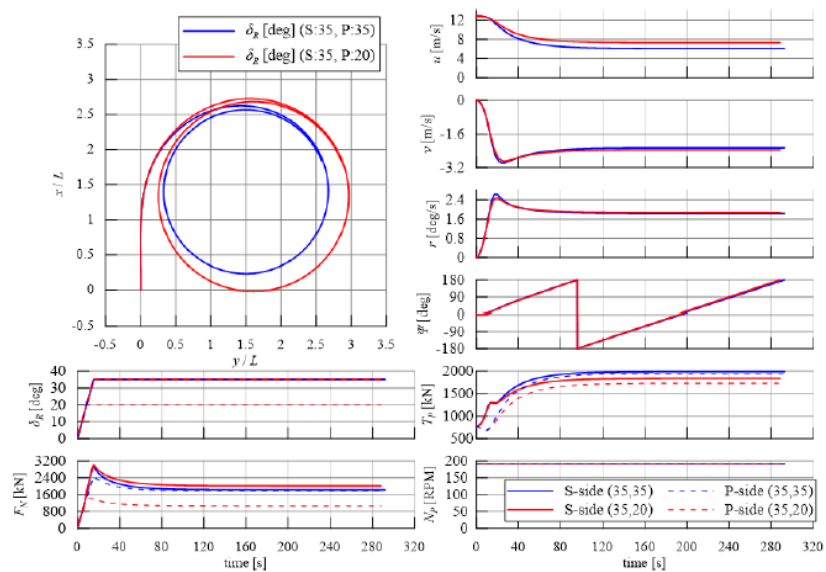 3.5
3
2.5
2
1.5
1
0.5
0
-0.5
x / L
δR [deg] (S:35, P:35)
δR [deg] (S:35, P:20)
-0.5 0 0.5 1 1.5 2 2.5 3 3.5
y / L
40
30
20
10
0
δR [deg]
3200
2400
1600
800
0
FN [kN]
0 40 80 120 160 200 240 280 320
time [s]
12
8
4
0
u [m/s]
0
-1.6
-3.2
v [m/s]
2.4
1.6
0.8
0
r [deg/s]
180
90
0
-90
-180
Ψ [deg]
2000
1500
1000
500
TP [kN]
200
150
100
50
0
NP [RPM]
S-side (35,35) P-side (35,35)
S-side (35,20) P-side (35,20)
0 40 80 120 160 200 240 280 320
time [s]